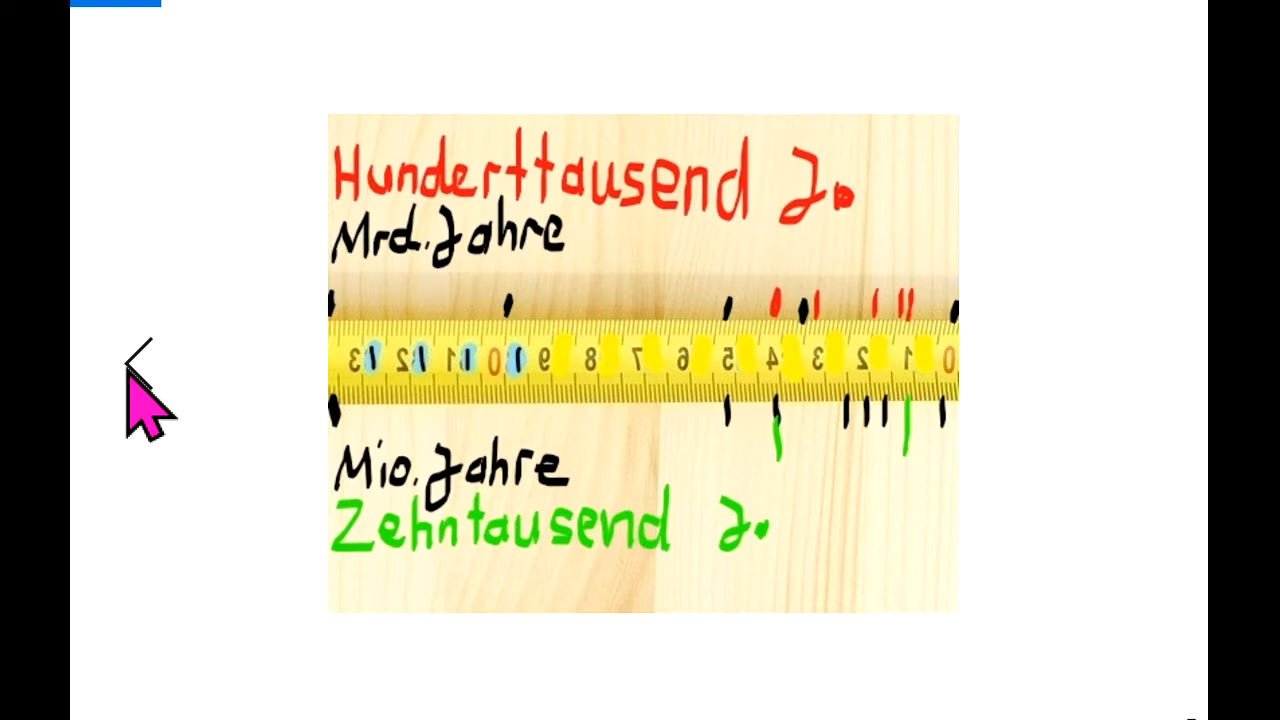 Hunderttausend J.
Mrd. Jahre
13 12 11 10 9 8 7 6 5 4 3 2 1 0
Mio. Jahre
Zehntausend J.